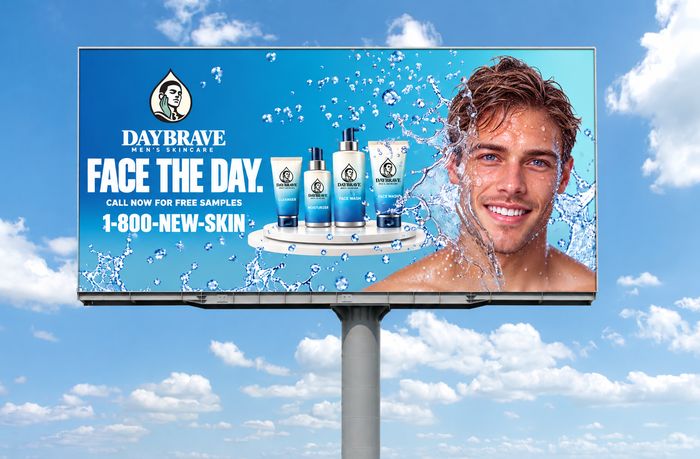 DAYBRAVE
MEN'S SKINCARE
FACE THE DAY.
CALL NOW FOR FREE SAMPLES
1-800-NEW-SKIN
DAYBRAVE
CLEANSER
DAYBRAVE
MOISTURIZER
DAYBRAVE
FACE WASH
DAYBRAVE
FACE WASH